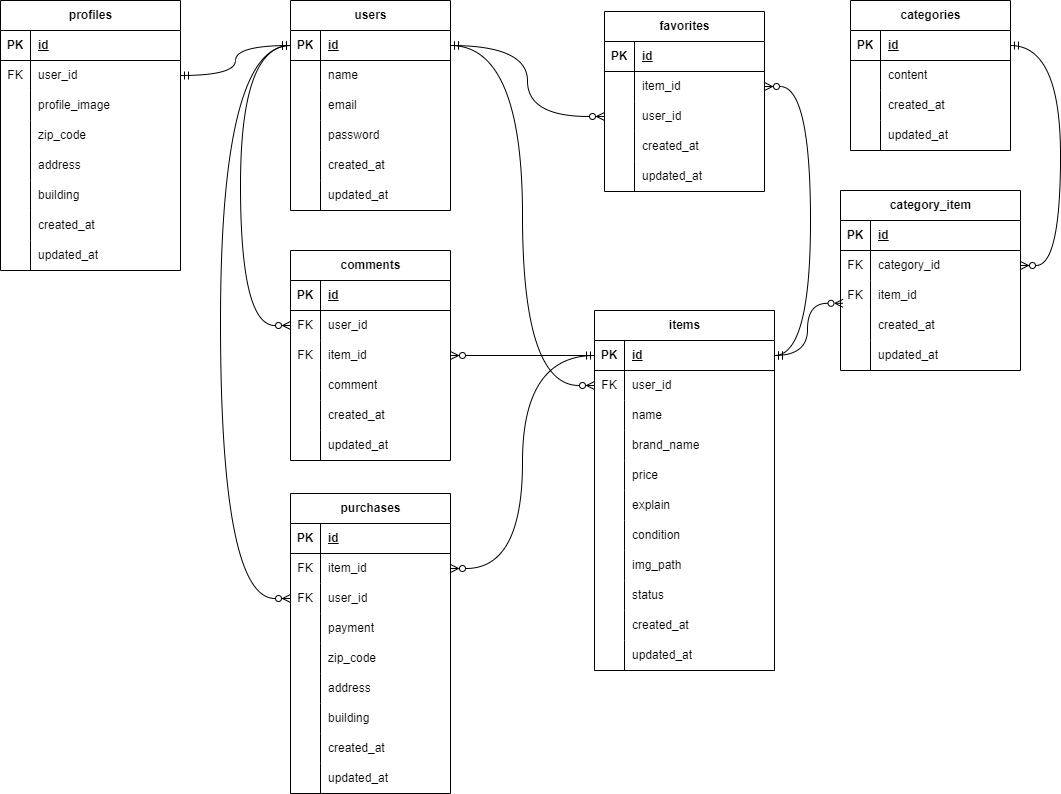 profiles
PK id
FK user_id
profile_image
zip_code
address
building
created_at
updated_at
users
PK id
name
email
password
created_at
updated_at
favorites
PK id
item_id
user_id
created_at
updated_at
categories
PK id
content
created_at
updated_at
category_item
PK id
FK category_id
FK item_id
created_at
updated_at
comments
PK id
FK user_id
FK item_id
comment
created_at
updated_at
items
PK id
FK user_id
name
brand_name
price
explain
condition
img_path
status
created_at
updated_at
purchases
PK id
FK item_id
FK user_id
payment
zip_code
address
building
created_at
updated_at